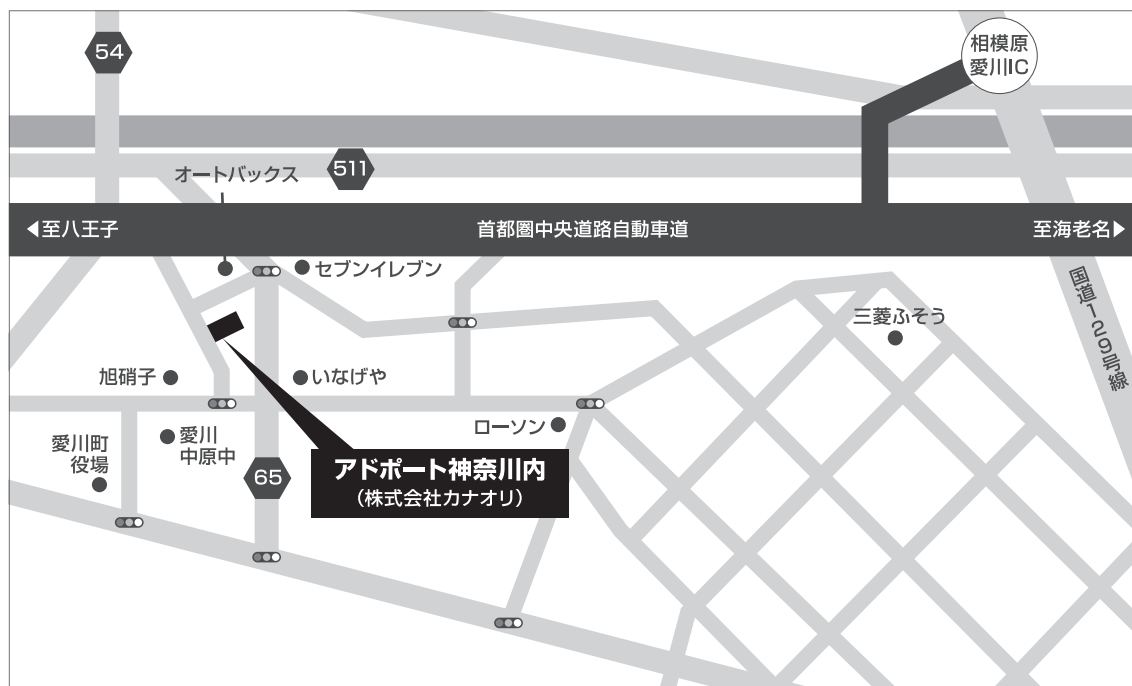 54
相模原
愛川IC
オートバックス
511
◀至八王子
首都圏中央道路自動車道
至海老名▶
セブンイレブン
国道129号線
三菱ふそう
旭硝子
いなげや
ローソン
愛川町
役場
愛川
中原中
65
アドポート神奈川内
（株式会社カナオリ）